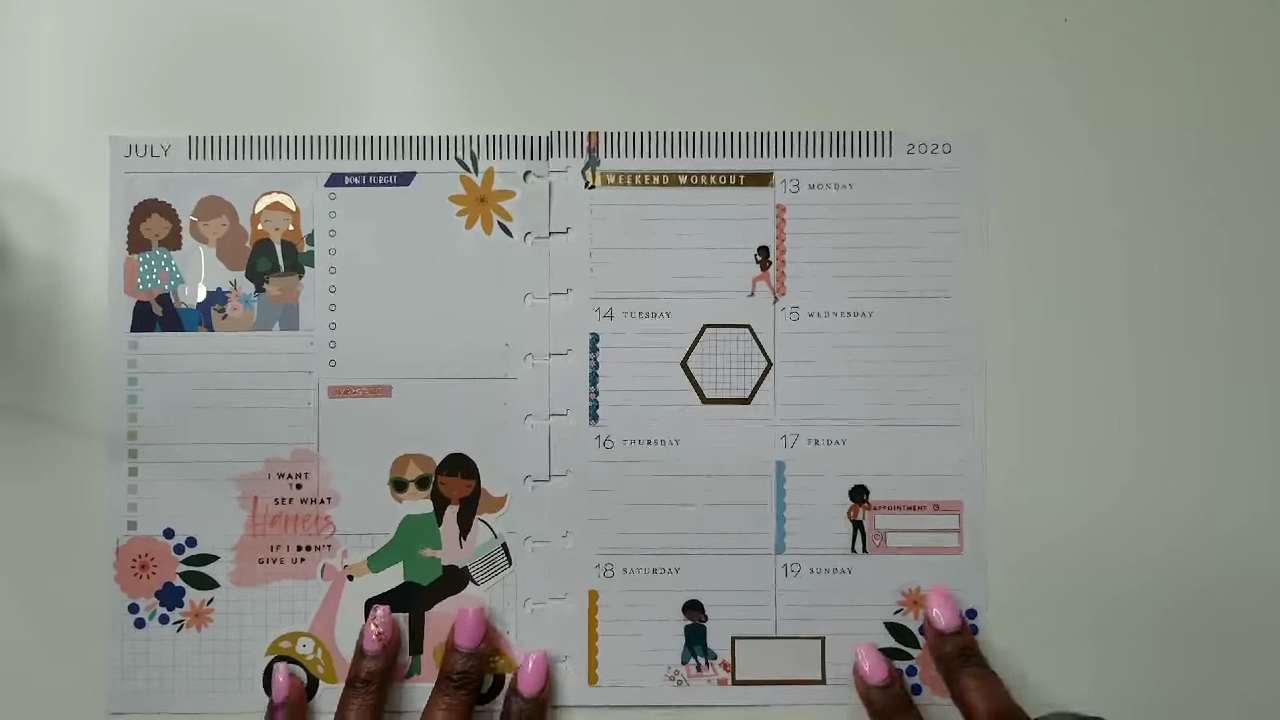 JULY
2020
DON'T FORGET
WEEKEND WORKOUT
13 MONDAY
14 TUESDAY
15 WEDNESDAY
16 THURSDAY
17 FRIDAY
APPOINTMENT
18 SATURDAY
19 SUNDAY
I WANT
TO
SEE WHAT
Happens
IF I DON'T
GIVE UP